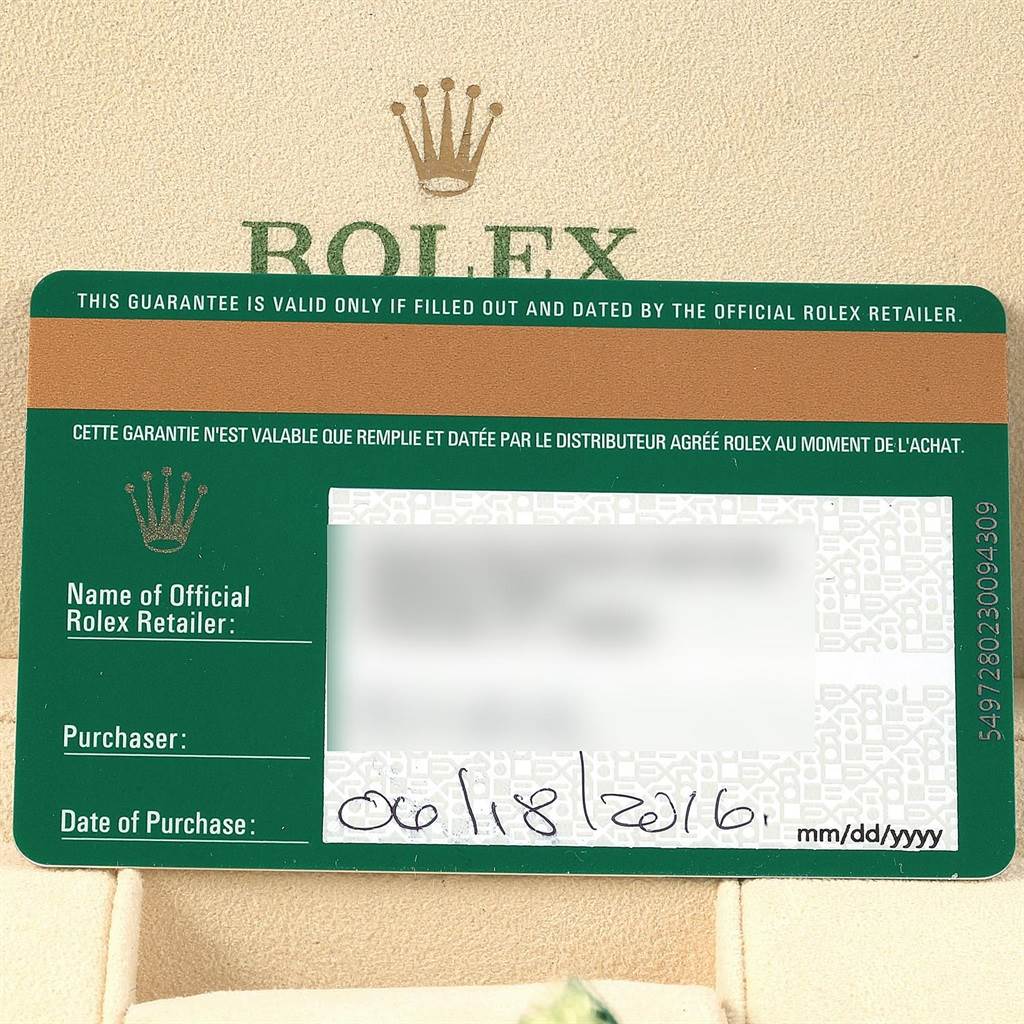 ROLEX
THIS GUARANTEE IS VALID ONLY IF FILLED OUT AND DATED BY THE OFFICIAL ROLEX RETAILER.
CETTE GARANTIE N'EST VALABLE QUE REMPLIE ET DATÉE PAR LE DISTRIBUTEUR AGRÉÉ ROLEX AU MOMENT DE L'ACHAT.
Name of Official
Rolex Retailer:
Purchaser:
Date of Purchase:
06/18/2016.
mm/dd/yyyy
5497280230094309